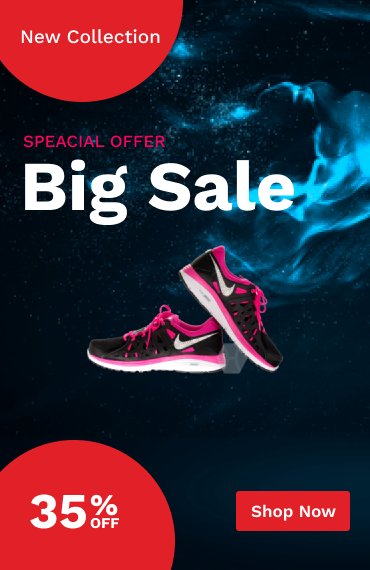 New Collection
SPEACIAL OFFER
Big Sale
35%
OFF
Shop Now